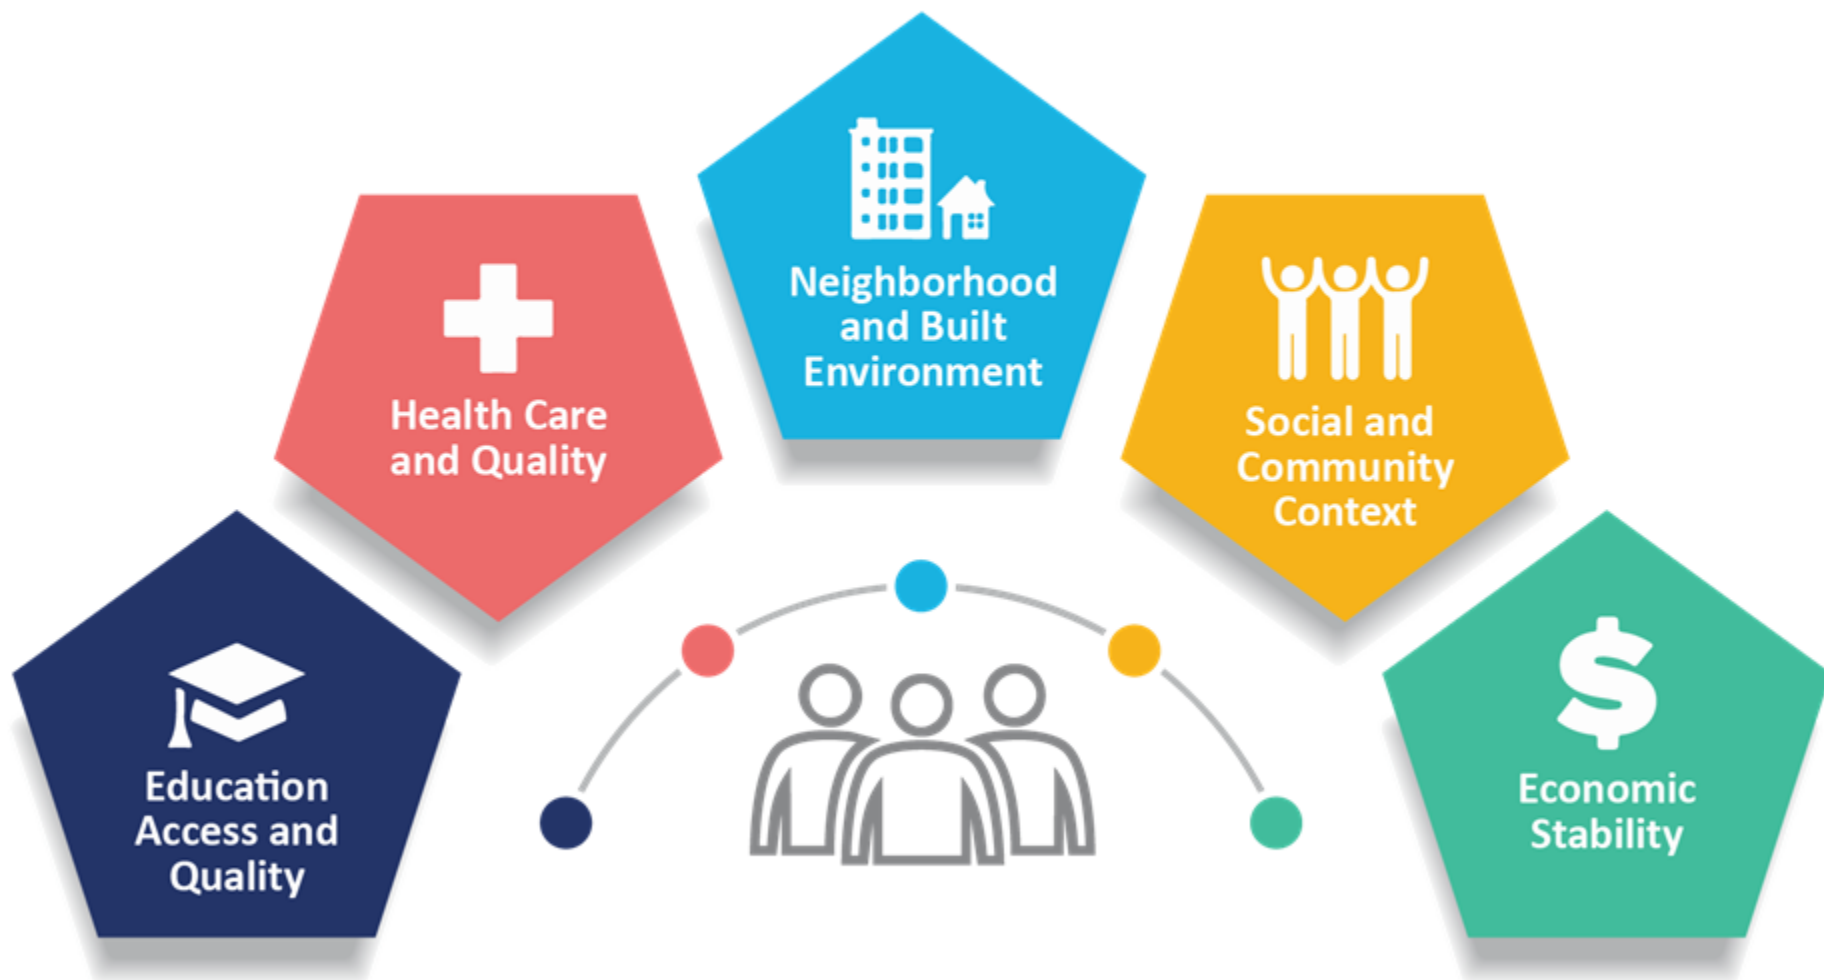 Education
Access and
Quality
Health Care
and Quality
Neighborhood
and Built
Environment
Social and
Community
Context
Economic
Stability